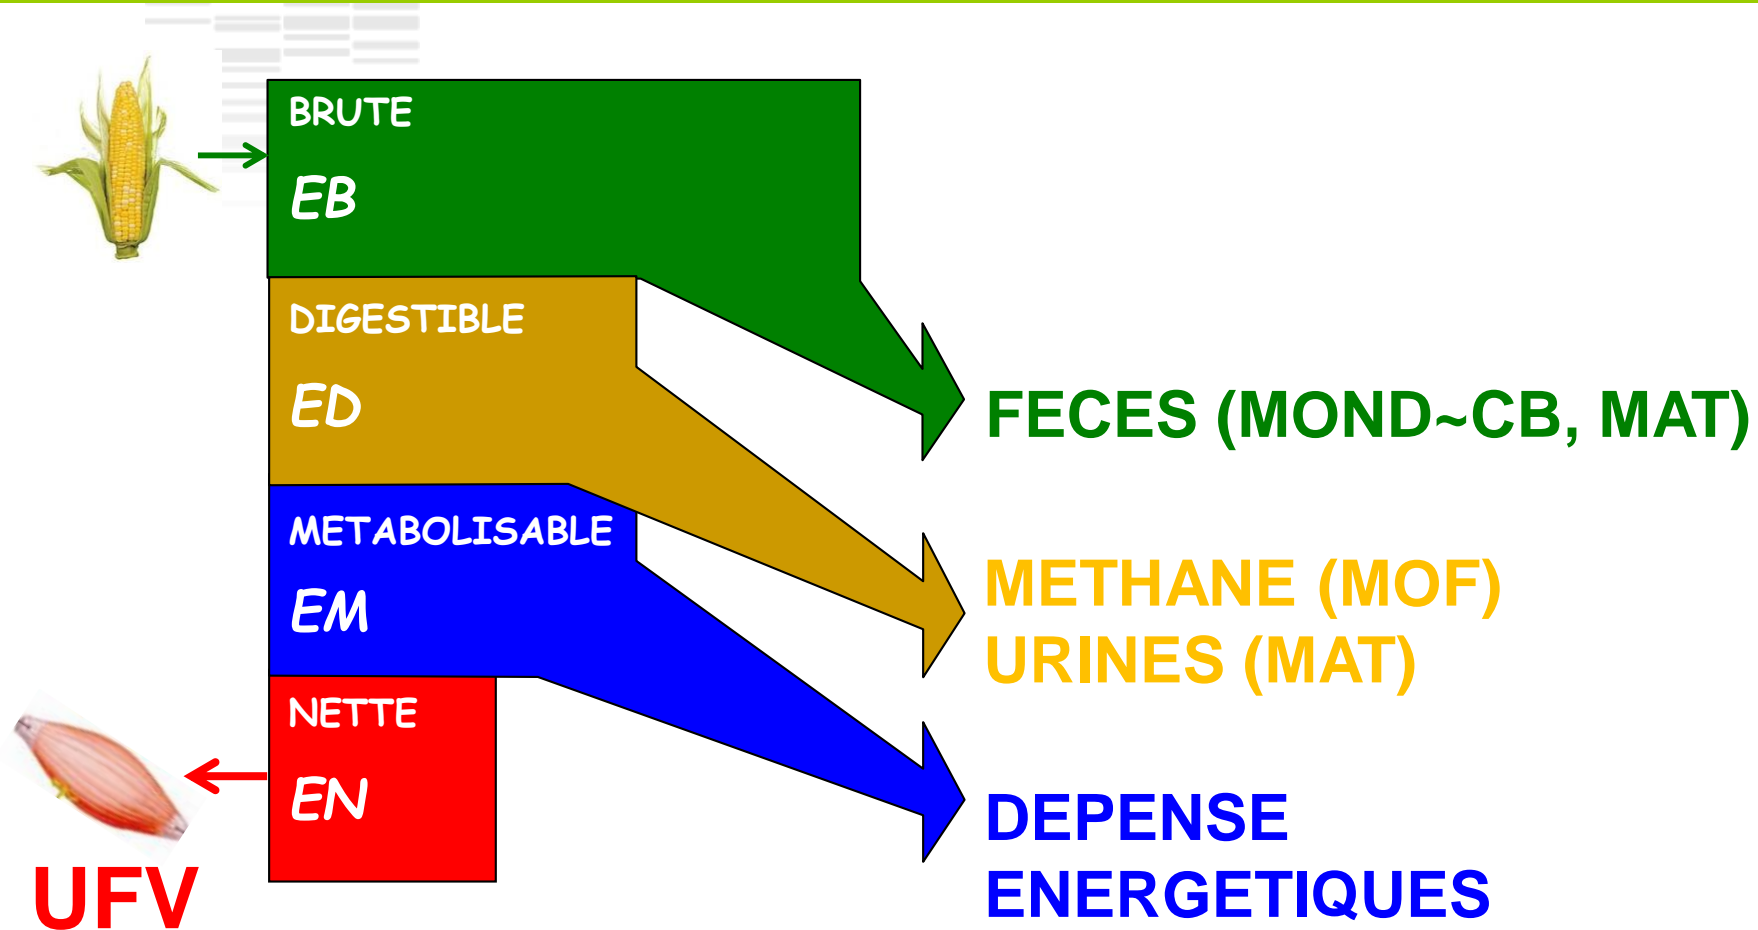 BRUTE
EB
DIGESTIBLE
ED
FECES (MOND~CB, MAT)
METABOLISABLE
EM
METHANE (MOF)
URINES (MAT)
NETTE
EN
UFV
DEPENSE
ENERGETIQUES